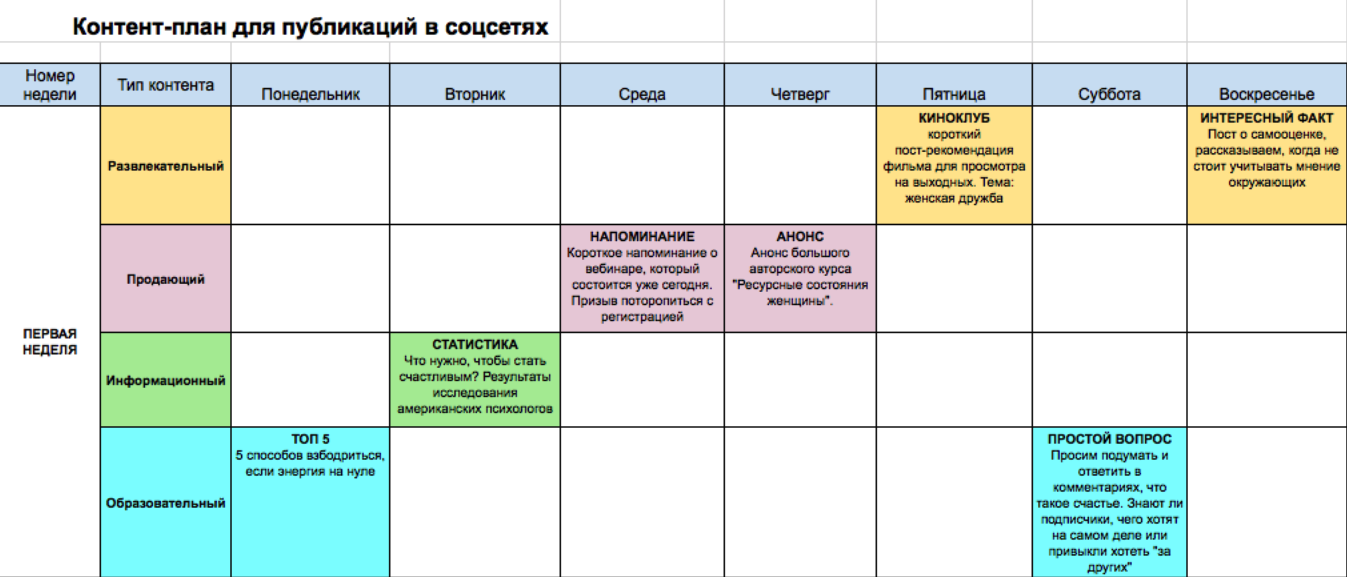 Контент-план для публикаций в соцсетях
Номер
недели
Тип контента
Понедельник
Вторник
Среда
Четверг
Пятница
Суббота
Воскресенье
ПЕРВАЯ
НЕДЕЛЯ
Развлекательный
КИНОКЛУБ
короткий
пост-рекомендация
фильма для просмотра
на выходных. Тема:
женская дружба
ИНТЕРЕСНЫЙ ФАКТ
Пост о самооценке,
рассказываем, когда не
стоит учитывать мнение
окружающих
Продающий
НАПОМИНАНИЕ
Короткое напоминание о
вебинаре, который
состоится уже сегодня.
Призыв поторопиться с
регистрацией
АНОНС
Анонс большого
авторского курса
"Ресурсные состояния
женщины".
Информационный
СТАТИСТИКА
Что нужно, чтобы стать
счастливым? Результаты
исследования
американских психологов
Образовательный
ТОП 5
5 способов взбодриться,
если энергия на нуле
ПРОСТОЙ ВОПРОС
Просим подумать и
ответить в
комментариях, что
такое счастье. Знают ли
подписчики, чего хотят
на самом деле или
привыкли хотеть "за
других"